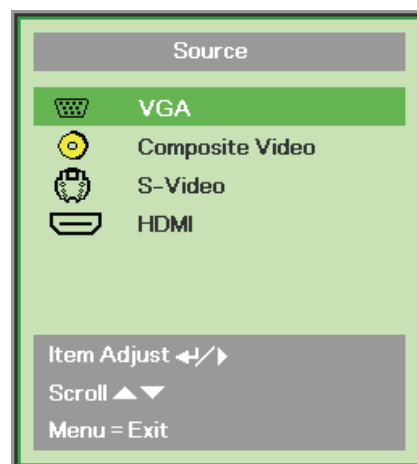 Source
VGA
Composite Video
S-Video
HDMI
Item Adjust ↵/▶
Scroll ▲▼
Menu = Exit